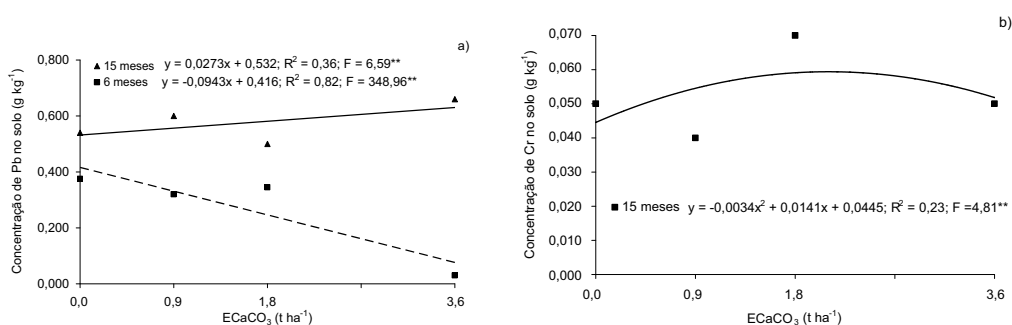 a)
Concentração de Pb no solo (g kg⁻¹)
0,800
0,600
0,400
0,200
0,000
▲ 15 meses y = 0,0273x + 0,532; R² = 0,36; F = 6,59**
■ 6 meses y = -0,0943x + 0,416; R² = 0,82; F = 348,96**
0,0 0,9 1,8 3,6
ECaCO₃ (t ha⁻¹)
b)
Concentração de Cr no solo (g kg⁻¹)
0,070
0,060
0,050
0,040
0,030
0,020
0,010
0,000
■ 15 meses y = -0,0034x² + 0,0141x + 0,0445; R² = 0,23; F =4,81**
0,0 0,9 1,8 3,6
ECaCO₃ (t ha⁻¹)